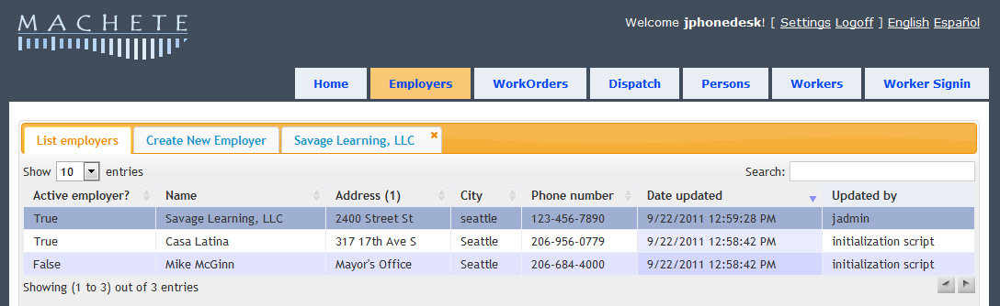 MACHETE
Welcome jphonedesk! [ Settings Logoff ] English Español
Home Employers WorkOrders Dispatch Persons Workers Worker Signin
List employers Create New Employer Savage Learning, LLC
Show 10 entries Search:
Active employer? Name Address (1) City Phone number Date updated Updated by
True Savage Learning, LLC 2400 Street St seattle 123-456-7890 9/22/2011 12:59:28 PM jadmin
True Casa Latina 317 17th Ave S Seattle 206-956-0779 9/22/2011 12:58:42 PM initialization script
False Mike McGinn Mayor's Office Seattle 206-684-4000 9/22/2011 12:58:42 PM initialization script
Showing (1 to 3) out of 3 entries